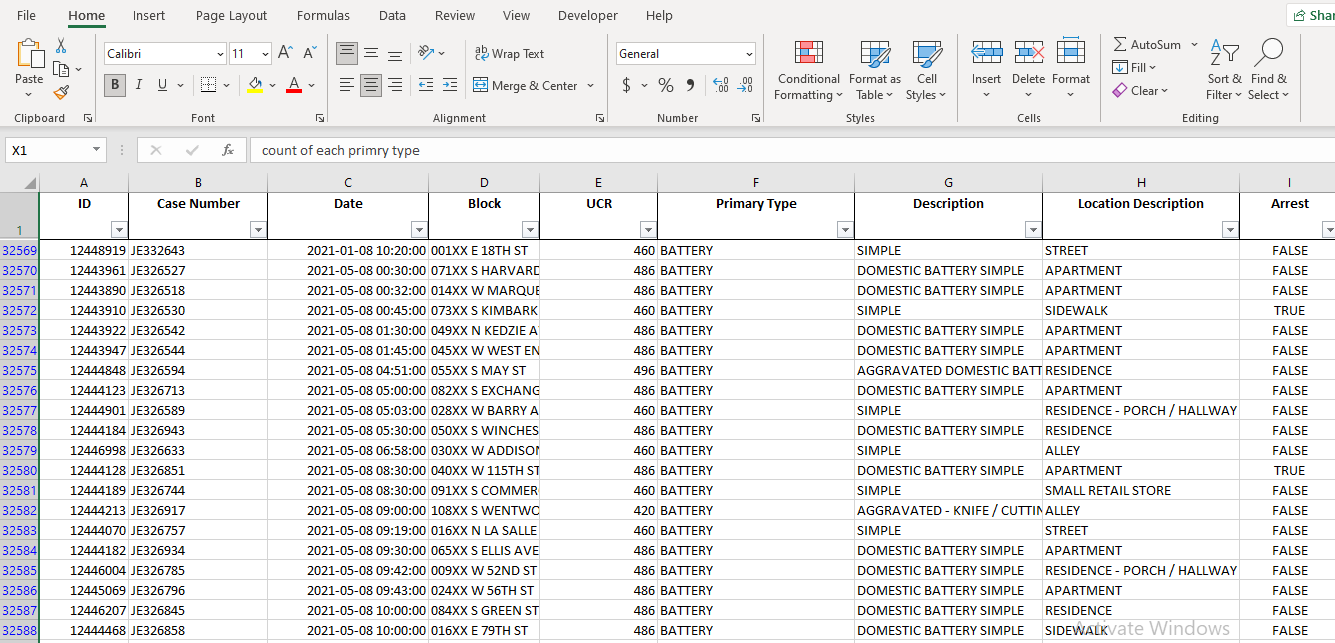 File Home Insert Page Layout Formulas Data Review View Developer Help Shar
Calibri 11 Wrap Text General AutoSum
Paste Conditional Format as Cell Insert Delete Format Fill Sort & Find &
B I U A Merge & Center $ % Formatting Table Styles Clear Filter Select
Clipboard Font Alignment Number Styles Cells Editing
X1 fx count of each primry type
A B C D E F G H I
1 ID Case Number Date Block UCR Primary Type Description Location Description Arrest
32569 12448919 JE332643 2021-01-08 10:20:00 001XX E 18TH ST 460 BATTERY SIMPLE STREET FALSE
32570 12443961 JE326527 2021-05-08 00:30:00 071XX S HARVARD 486 BATTERY DOMESTIC BATTERY SIMPLE APARTMENT FALSE
32571 12443890 JE326518 2021-05-08 00:32:00 014XX W MARQUE 486 BATTERY DOMESTIC BATTERY SIMPLE APARTMENT FALSE
32572 12443910 JE326530 2021-05-08 00:45:00 073XX S KIMBARK 460 BATTERY SIMPLE SIDEWALK TRUE
32573 12443922 JE326542 2021-05-08 01:30:00 049XX N KEDZIE A 486 BATTERY DOMESTIC BATTERY SIMPLE APARTMENT FALSE
32574 12443947 JE326544 2021-05-08 01:45:00 045XX W WEST EN 486 BATTERY DOMESTIC BATTERY SIMPLE APARTMENT FALSE
32575 12444848 JE326594 2021-05-08 04:51:00 055XX S MAY ST 496 BATTERY AGGRAVATED DOMESTIC BATT RESIDENCE FALSE
32576 12444123 JE326713 2021-05-08 05:00:00 082XX S EXCHANG 486 BATTERY DOMESTIC BATTERY SIMPLE APARTMENT FALSE
32577 12444901 JE326589 2021-05-08 05:03:00 028XX W BARRY A 460 BATTERY SIMPLE RESIDENCE - PORCH / HALLWAY FALSE
32578 12444184 JE326943 2021-05-08 05:30:00 050XX S WINCHES 486 BATTERY DOMESTIC BATTERY SIMPLE RESIDENCE FALSE
32579 12446998 JE326633 2021-05-08 06:58:00 030XX W ADDISON 460 BATTERY SIMPLE ALLEY FALSE
32580 12444128 JE326851 2021-05-08 08:30:00 040XX W 115TH ST 486 BATTERY DOMESTIC BATTERY SIMPLE APARTMENT TRUE
32581 12444189 JE326744 2021-05-08 08:30:00 091XX S COMMER 460 BATTERY SIMPLE SMALL RETAIL STORE FALSE
32582 12444213 JE326917 2021-05-08 09:00:00 108XX S WENTWO 420 BATTERY AGGRAVATED - KNIFE / CUTTIN ALLEY FALSE
32583 12444070 JE326757 2021-05-08 09:19:00 016XX N LA SALLE 460 BATTERY SIMPLE STREET FALSE
32584 12444182 JE326934 2021-05-08 09:30:00 065XX S ELLIS AVE 486 BATTERY DOMESTIC BATTERY SIMPLE APARTMENT FALSE
32585 12446004 JE326785 2021-05-08 09:42:00 009XX W 52ND ST 486 BATTERY DOMESTIC BATTERY SIMPLE RESIDENCE - PORCH / HALLWAY FALSE
32586 12445069 JE326796 2021-05-08 09:43:00 024XX W 56TH ST 486 BATTERY DOMESTIC BATTERY SIMPLE APARTMENT FALSE
32587 12446207 JE326845 2021-05-08 10:00:00 084XX S GREEN ST 486 BATTERY DOMESTIC BATTERY SIMPLE RESIDENCE FALSE
32588 12444468 JE326858 2021-05-08 10:00:00 016XX E 79TH ST 486 BATTERY DOMESTIC BATTERY SIMPLE SIDEWALK FALSE
Activate Windows